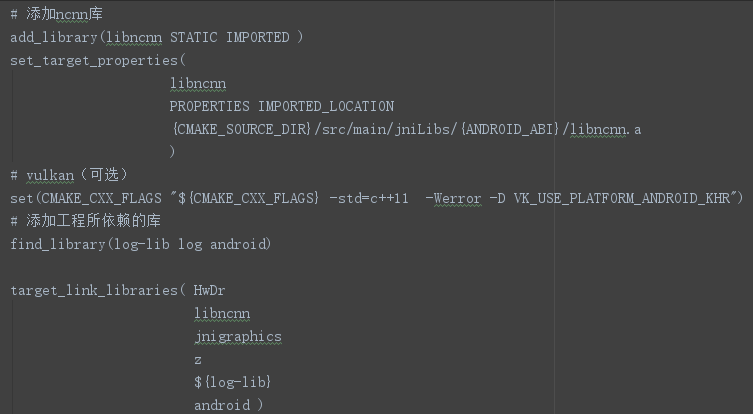 # 添加ncnn库
add_library(libncnn STATIC IMPORTED )
set_target_properties(
libncnn
PROPERTIES IMPORTED_LOCATION
{CMAKE_SOURCE_DIR}/src/main/jniLibs/{ANDROID_ABI}/libncnn.a
)
# vulkan（可选）
set(CMAKE_CXX_FLAGS "${CMAKE_CXX_FLAGS} -std=c++11  -Werror -D VK_USE_PLATFORM_ANDROID_KHR")
# 添加工程所依赖的库
find_library(log-lib log android)
target_link_libraries( HwDr
libncnn
jnigraphics
z
${log-lib}
android )